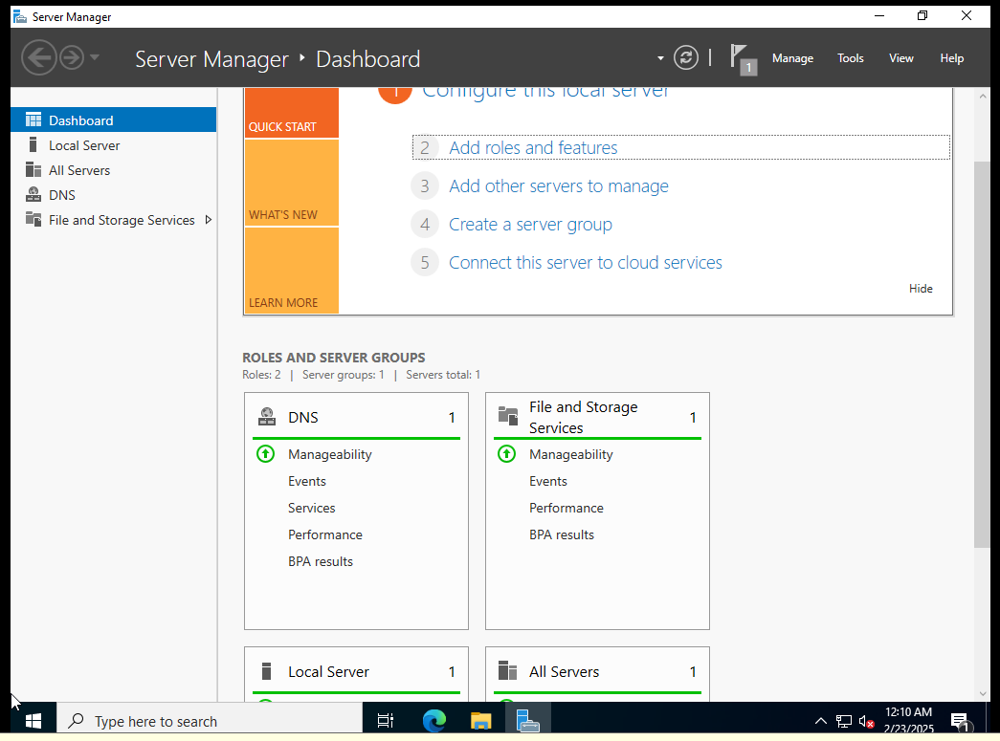 Server Manager
Server Manager • Dashboard
1
Manage Tools View Help
Dashboard
Local Server
All Servers
DNS
File and Storage Services
QUICK START
WHAT'S NEW
LEARN MORE
1 Configure this local server
2 Add roles and features
3 Add other servers to manage
4 Create a server group
5 Connect this server to cloud services
Hide
ROLES AND SERVER GROUPS
Roles: 2 | Server groups: 1 | Servers total: 1
DNS 1
Manageability
Events
Services
Performance
BPA results
File and Storage
Services 1
Manageability
Events
Performance
BPA results
Local Server 1
All Servers 1
Type here to search
12:10 AM
2/23/2025
1